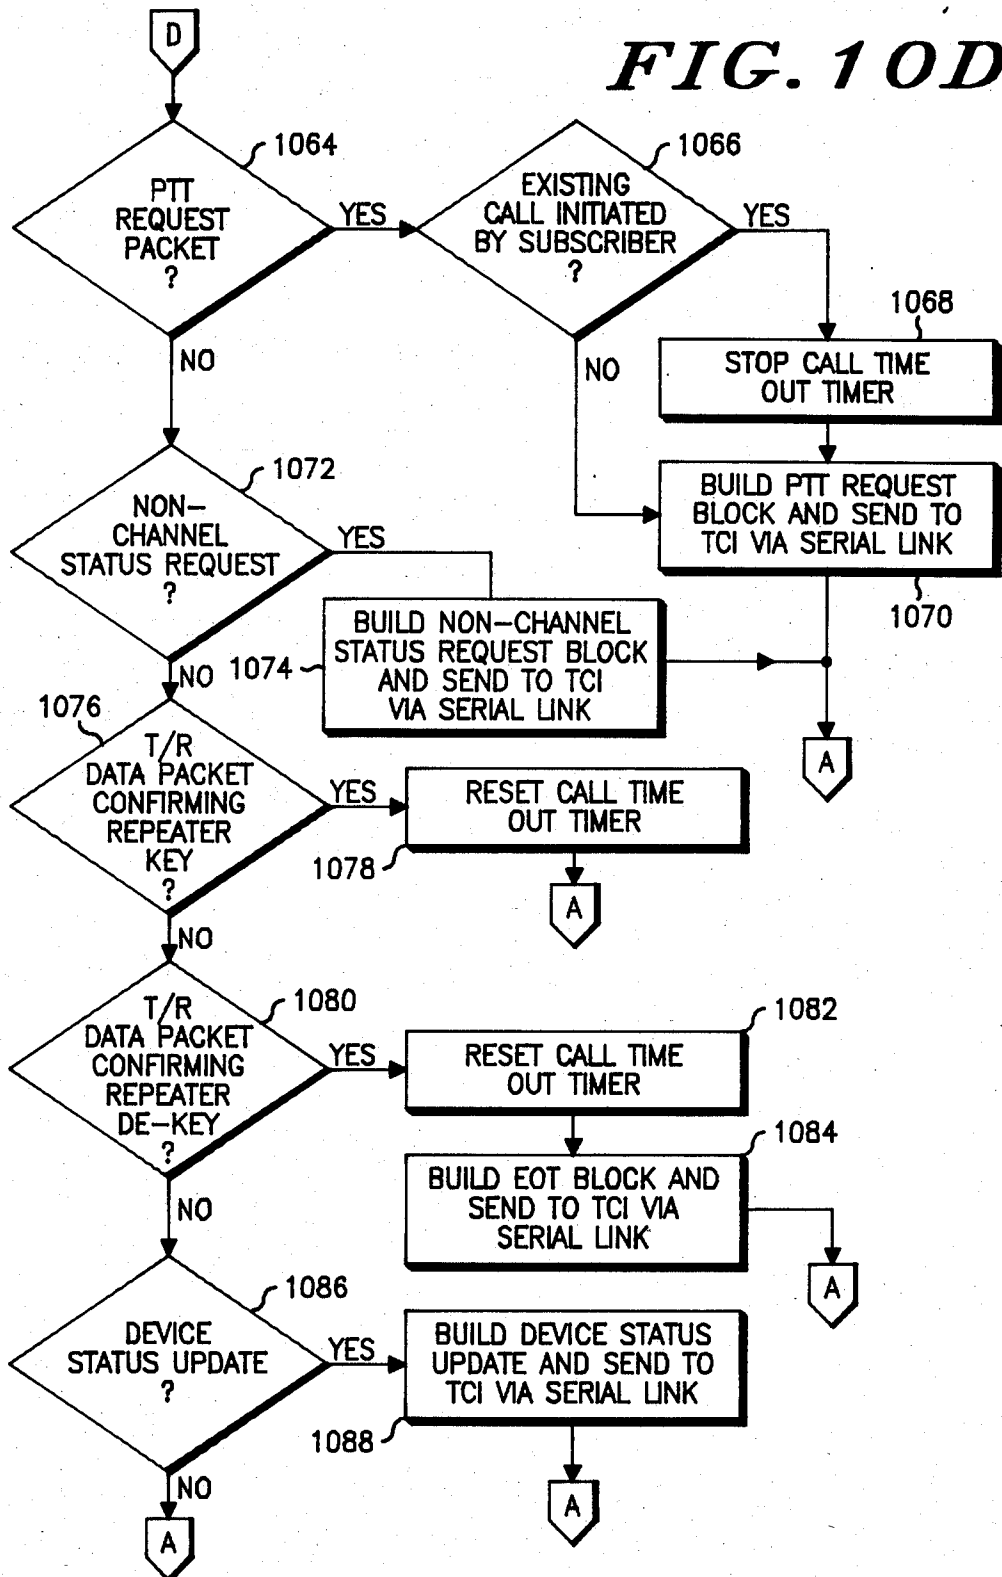 D
FIG. 10D
1064
PTT
REQUEST
PACKET
?
YES
NO
1066
EXISTING
CALL INITIATED
BY SUBSCRIBER
?
YES
NO
1068
STOP CALL TIME
OUT TIMER
BUILD PTT REQUEST
BLOCK AND SEND TO
TCI VIA SERIAL LINK
1070
1072
NON-
CHANNEL
STATUS REQUEST
?
YES
NO
BUILD NON-CHANNEL
STATUS REQUEST BLOCK
AND SEND TO TCI
VIA SERIAL LINK
1074
A
1076
T/R
DATA PACKET
CONFIRMING
REPEATER
KEY
?
YES
NO
RESET CALL TIME
OUT TIMER
1078
A
1080
T/R
DATA PACKET
CONFIRMING
REPEATER
DE-KEY
?
YES
NO
1082
RESET CALL TIME
OUT TIMER
1084
BUILD EOT BLOCK AND
SEND TO TCI VIA
SERIAL LINK
A
1086
DEVICE
STATUS UPDATE
?
YES
NO
BUILD DEVICE STATUS
UPDATE AND SEND TO
TCI VIA SERIAL LINK
1088
A
A